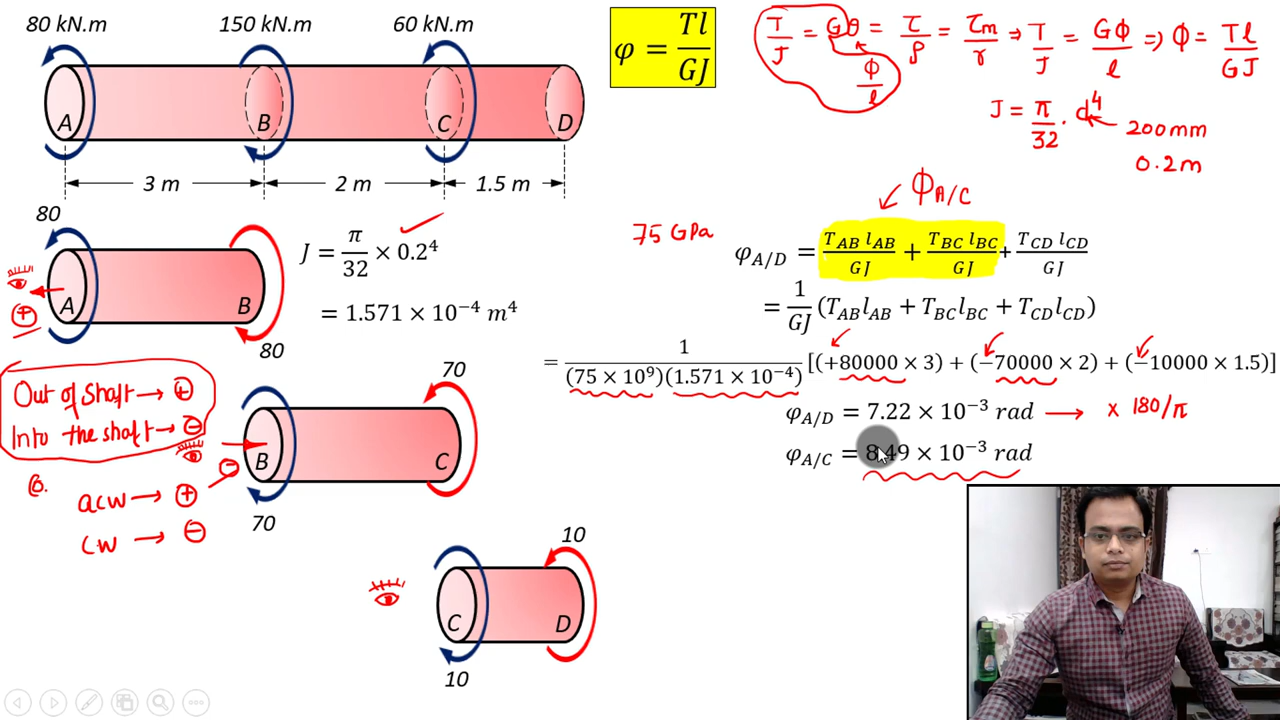 80 kN.m
150 kN.m
60 kN.m
A
B
C
D
3 m
2 m
1.5 m
φ = Tl / GJ
T/J = Gθ = τ/ρ = τm/r ⇒ T/J = Gϕ/l ⇒ ϕ = Tl/GJ
ϕ/l
J = π/32 . d⁴
200mm
0.2m
80
A
B
80
⊕
J = π/32 × 0.2⁴
= 1.571 × 10⁻⁴ m⁴
75 GPa
ϕA/C
φA/D = TAB lAB / GJ + TBC lBC / GJ + TCD lCD / GJ
= 1/GJ (TAB lAB + TBC lBC + TCD lCD)
= 1 / (75 × 10⁹)(1.571 × 10⁻⁴) [(+80000 × 3) + (−70000 × 2) + (−10000 × 1.5)]
φA/D = 7.22 × 10⁻³ rad → × 180/π
φA/C = 8.49 × 10⁻³ rad
Out of shaft → ⊕
Into the shaft → ⊖
acw → ⊕
cw → ⊖
70
B
C
⊖
70
10
C
D
10